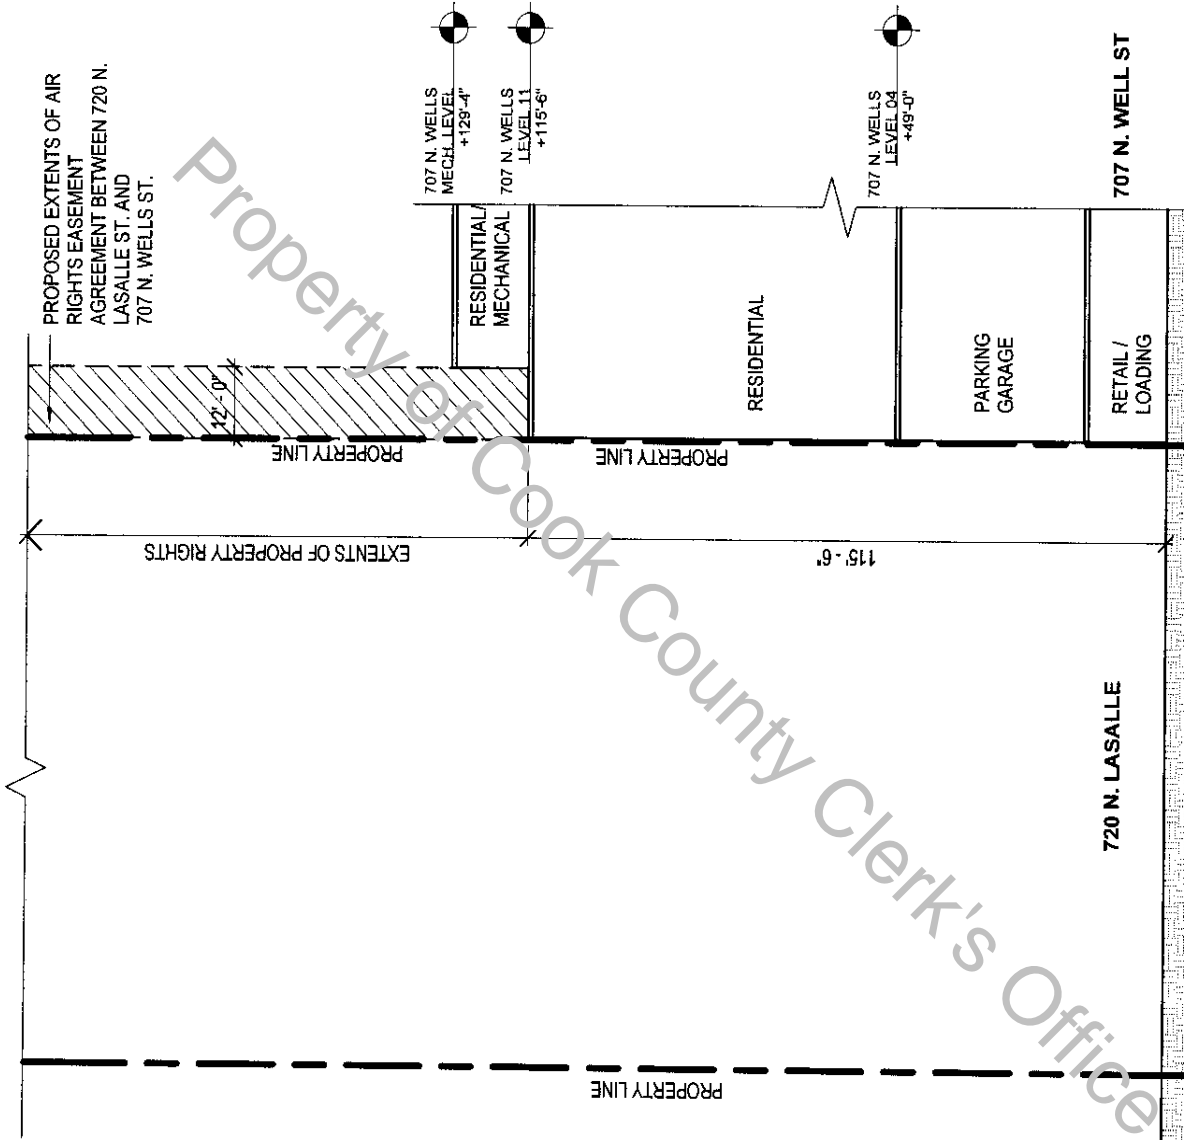 PROPOSED EXTENTS OF AIR
RIGHTS EASEMENT
AGREEMENT BETWEEN 720 N.
LASALLE ST. AND
707 N. WELLS ST.
707 N. WELLS
MECH. LEVEL
+129'-4"
707 N. WELLS
LEVEL 11
+115'-6"
707 N. WELLS
LEVEL 04
+49'-0"
707 N. WELL ST
RESIDENTIAL/
MECHANICAL
RESIDENTIAL
PARKING
GARAGE
RETAIL /
LOADING
12' - 0"
PROPERTY LINE
PROPERTY LINE
EXTENTS OF PROPERTY RIGHTS
115' - 6"
720 N. LASALLE
PROPERTY LINE
Property of Cook County Clerk's Office